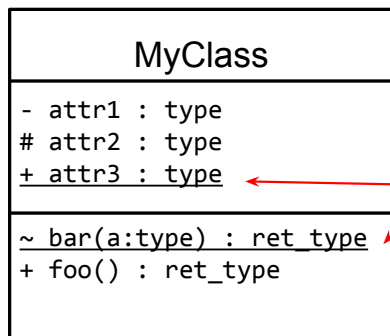 MyClass
- attr1 : type
# attr2 : type
+ attr3 : type
~ bar(a:type) : ret_type
+ foo() : ret_type